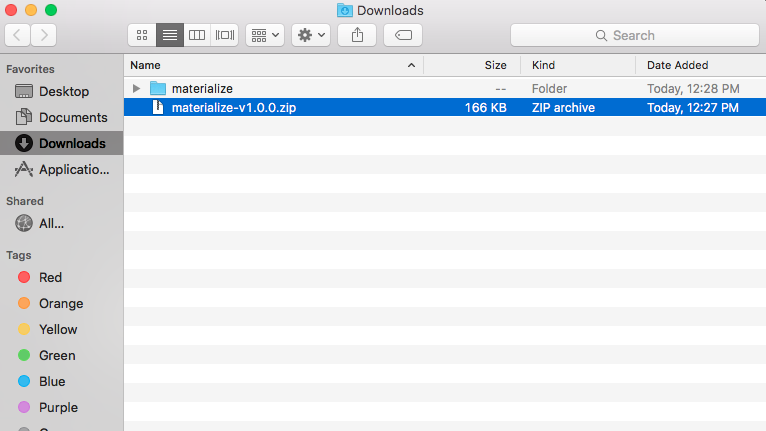 Downloads
Search
Favorites
Desktop
Documents
Downloads
Applicatio...
Shared
All...
Tags
Red
Orange
Yellow
Green
Blue
Purple
Name Size Kind Date Added
materialize -- Folder Today, 12:28 PM
materialize-v1.0.0.zip 166 KB ZIP archive Today, 12:27 PM